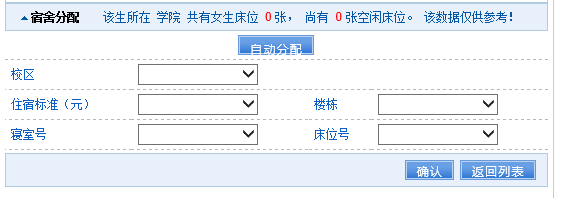 宿舍分配 该生所在 学院 共有女生床位 0 张， 尚有 0 张空闲床位。 该数据仅供参考！
自动分配
校区
住宿标准（元） 楼栋
寝室号 床位号
确认 返回列表